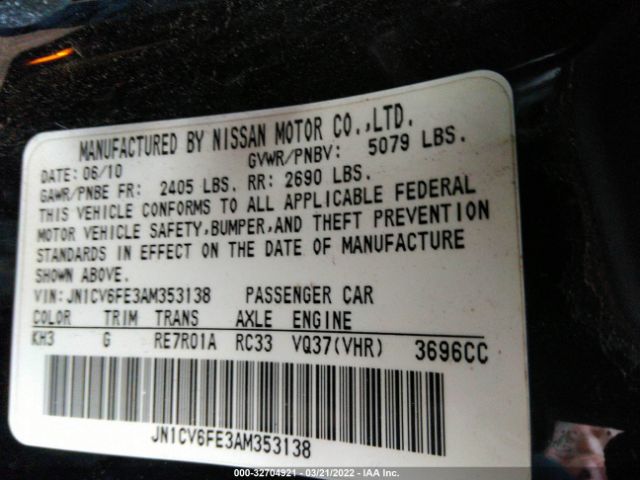 MANUFACTURED BY NISSAN MOTOR CO.,LTD.
DATE: 06/10 GVWR/PNBV: 5079 LBS.
GAWR/PNBE FR: 2405 LBS. RR: 2690 LBS.
THIS VEHICLE CONFORMS TO ALL APPLICABLE FEDERAL
MOTOR VEHICLE SAFETY,BUMPER,AND THEFT PREVENTION
STANDARDS IN EFFECT ON THE DATE OF MANUFACTURE
SHOWN ABOVE.
VIN:JN1CV6FE3AM353138 PASSENGER CAR
COLOR TRIM TRANS AXLE ENGINE
KH3 G RE7R01A RC33 VQ37(VHR) 3696CC
JN1CV6FE3AM353138
000-32704921 - 03/21/2022 - IAA Inc.